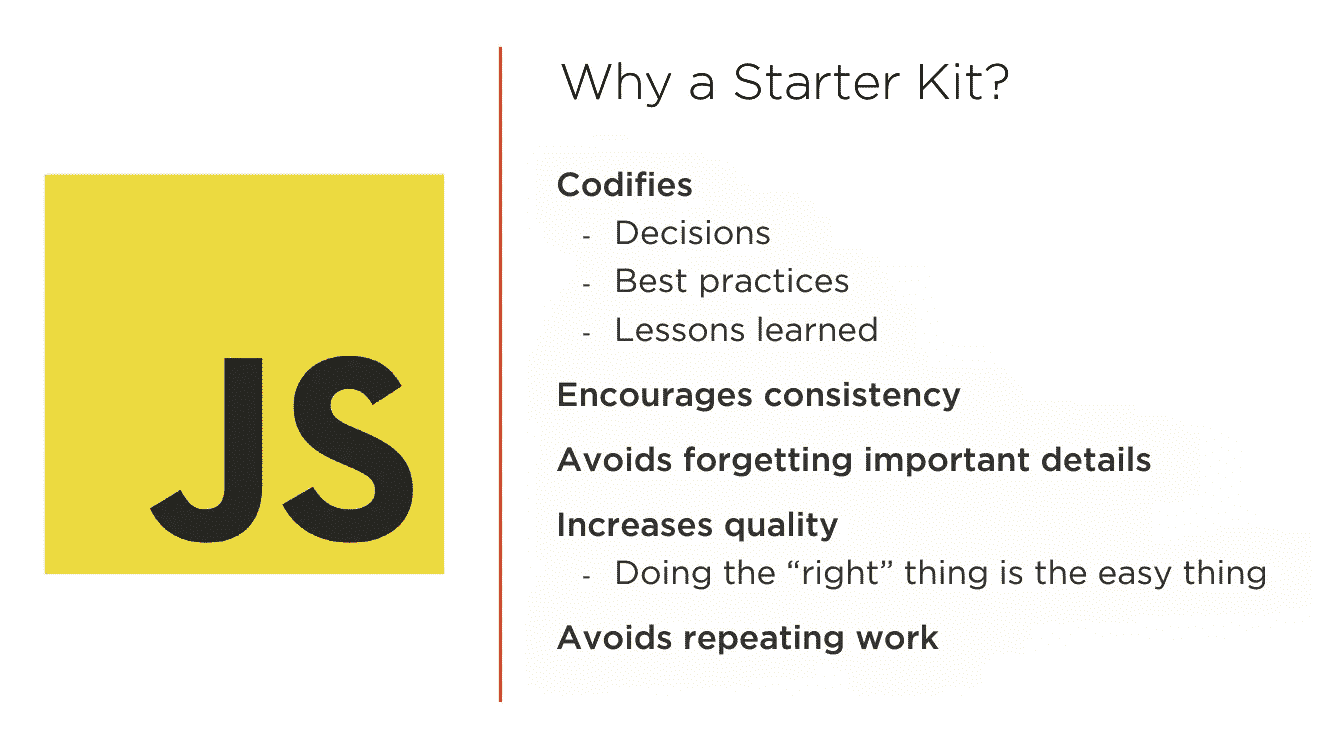 JS
Why a Starter Kit?
Codifies
- Decisions
- Best practices
- Lessons learned
Encourages consistency
Avoids forgetting important details
Increases quality
- Doing the “right” thing is the easy thing
Avoids repeating work